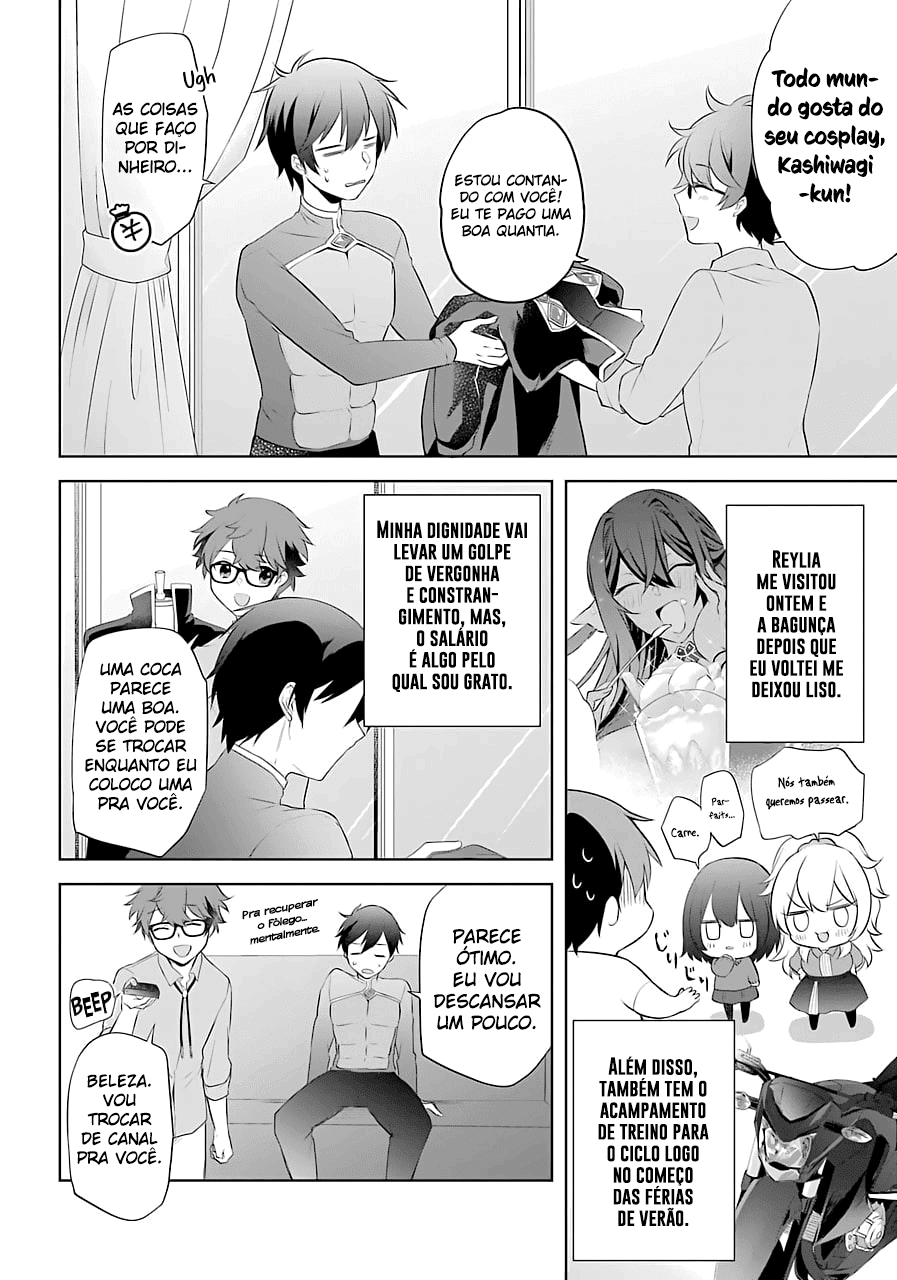 Todo mun-
do gosta do
seu cosplay,
Kashiwagi
-kun!
ESTOU CONTAN-
DO COM VOCÊ!
EU TE PAGO UMA
BOA QUANTIA.
Ugh
AS COISAS
QUE FAÇO
POR DI-
NHEIRO...
¥
REYLIA
ME VISITOU
ONTEM E
A BAGUNÇA
DEPOIS QUE
EU VOLTEI ME
DEIXOU LISO.
Nós também
queremos passear.
Par-
faits...
Carne.
じりじり
ALÉM DISSO,
TAMBÉM TEM O
ACAMPAMENTO
DE TREINO PARA
O CICLO LOGO
NO COMEÇO
DAS FÉRIAS
DE VERÃO.
MINHA DIGNIDADE VAI
LEVAR UM GOLPE
DE VERGONHA
E CONSTRAN-
GIMENTO, MAS,
O SALÁRIO
É ALGO PELO
QUAL SOU GRATO.
UMA COCA
PARECE
UMA BOA.
VOCÊ PODE
SE TROCAR
ENQUANTO EU
COLOCO UMA
PRA VOCÊ.
PARECE
ÓTIMO.
EU VOU
DESCANSAR
UM POUCO.
Pra recuperar
o Fôlego...
mentalmente.
BEEP
BELEZA.
VOU
TROCAR
DE CANAL
PRA VOCÊ.